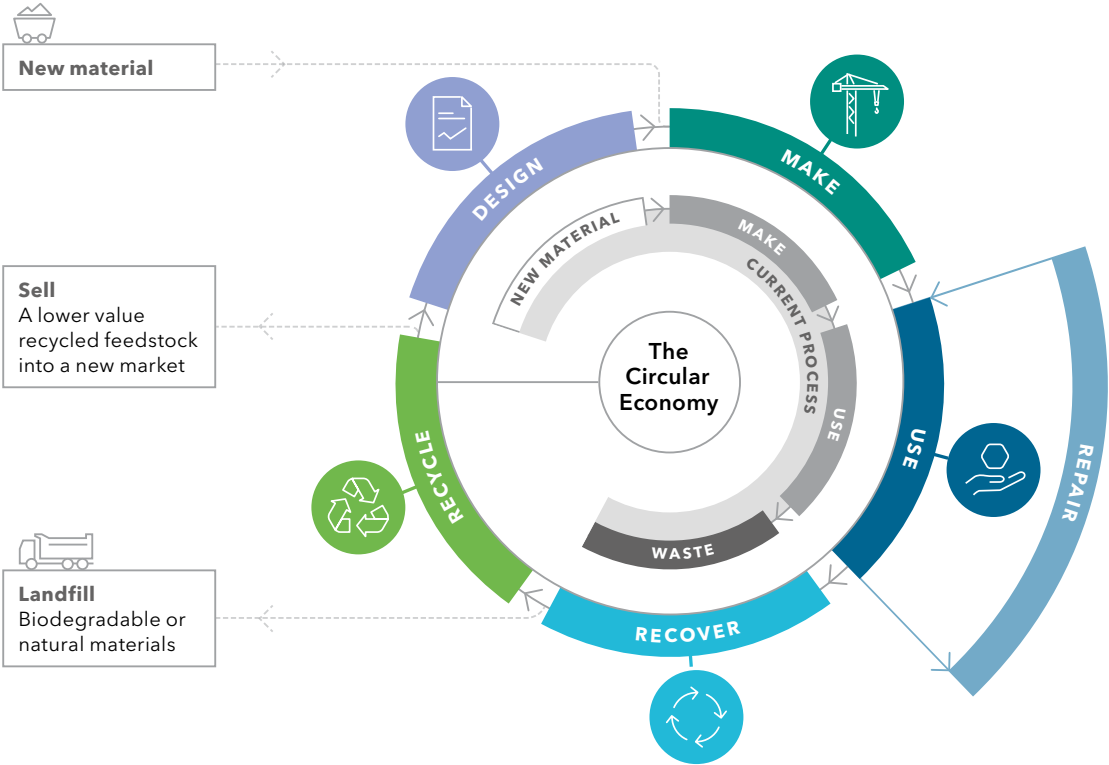 New material
Sell
A lower value
recycled feedstock
into a new market
Landfill
Biodegradable or
natural materials
DESIGN
MAKE
USE
REPAIR
RECOVER
RECYCLE
NEW MATERIAL
MAKE
USE
WASTE
CURRENT PROCESS
The
Circular
Economy